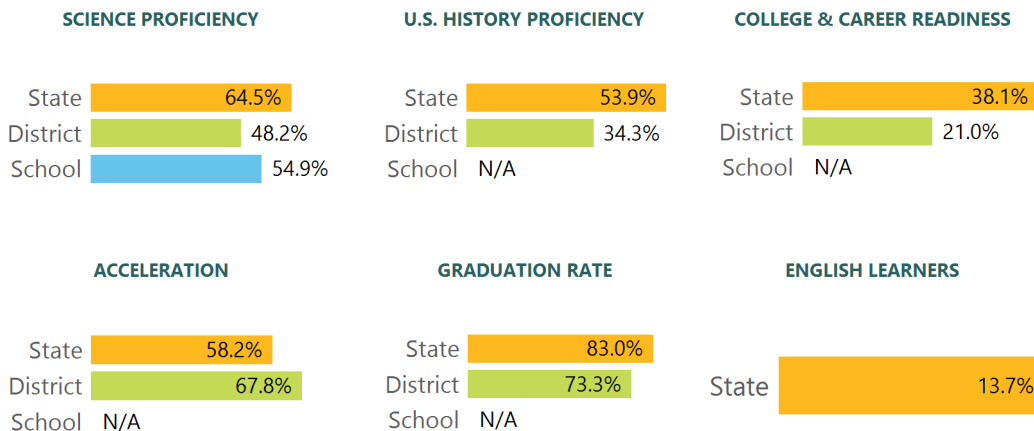 SCIENCE PROFICIENCY
State 64.5%
District 48.2%
School 54.9%
U.S. HISTORY PROFICIENCY
State 53.9%
District 34.3%
School N/A
COLLEGE & CAREER READINESS
State 38.1%
District 21.0%
School N/A
ACCELERATION
State 58.2%
District 67.8%
School N/A
GRADUATION RATE
State 83.0%
District 73.3%
School N/A
ENGLISH LEARNERS
State 13.7%